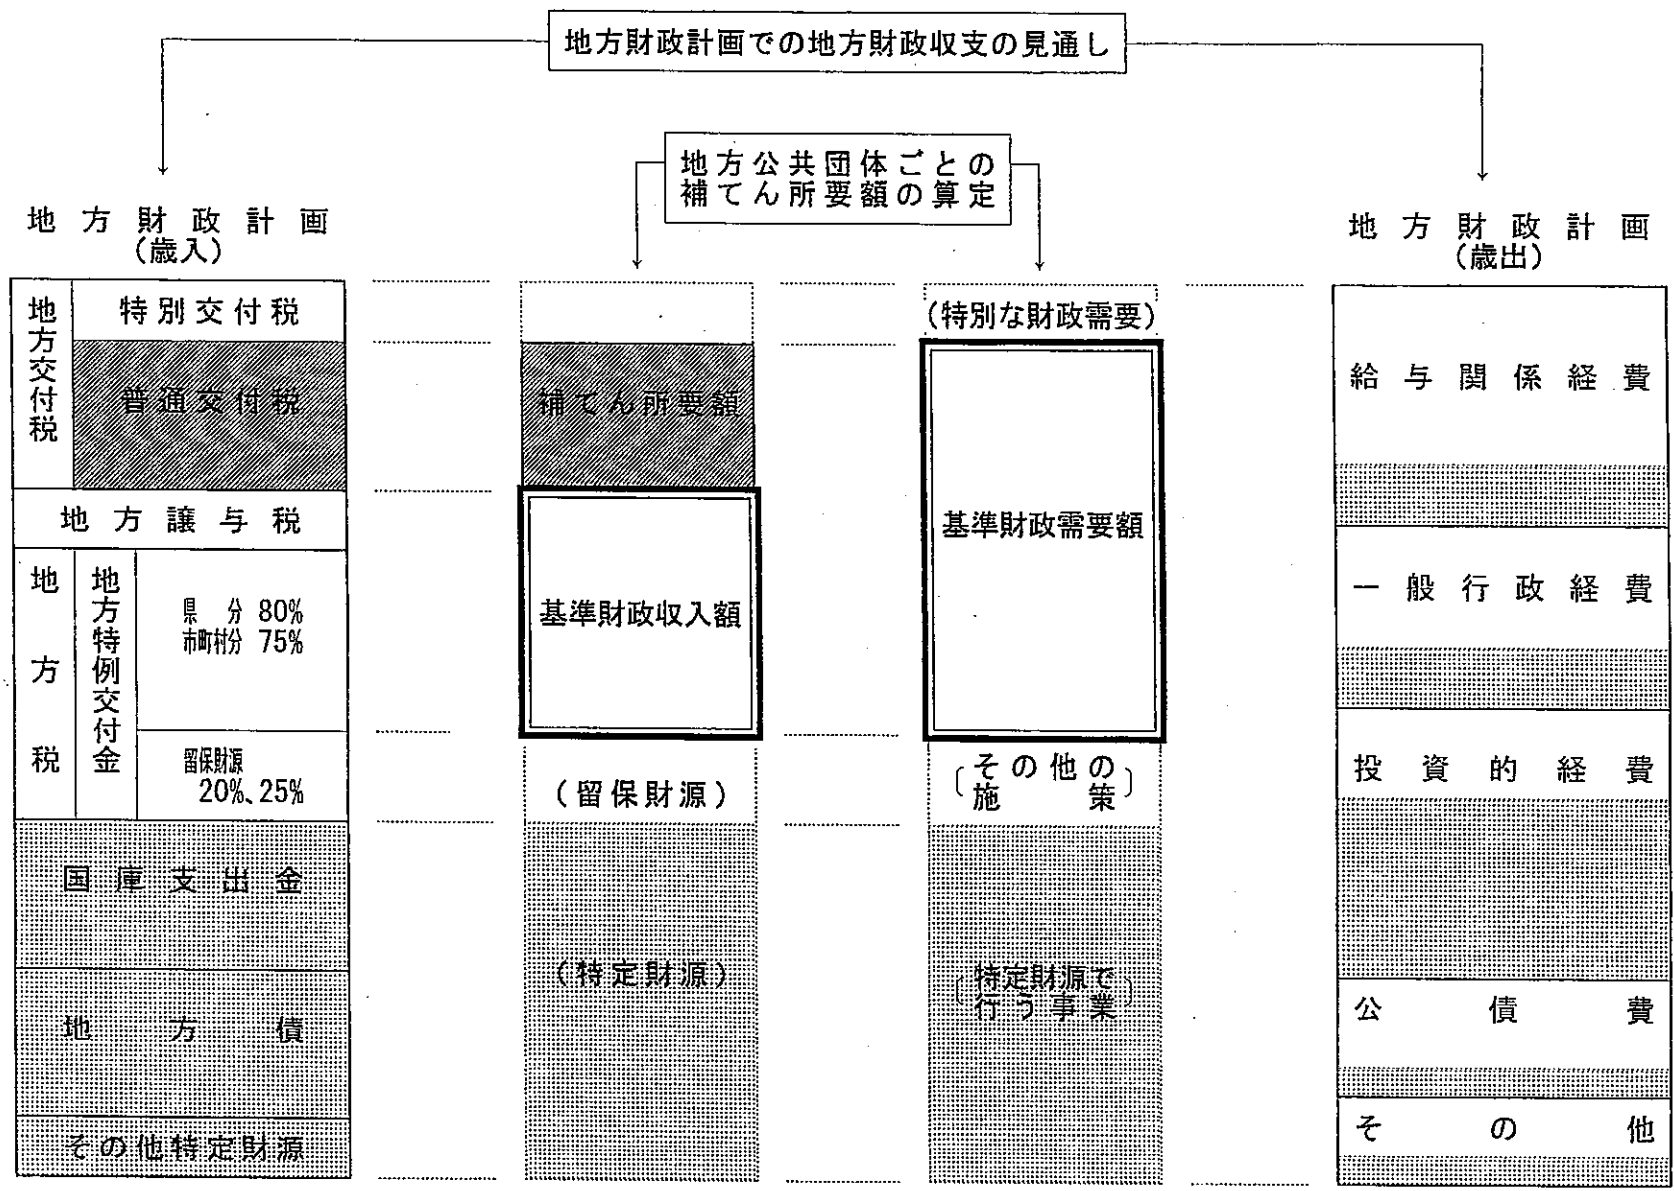 地方財政計画での地方財政収支の見通し
地方公共団体ごとの
補てん所要額の算定
地方財政計画
(歳入)
地方交付税
特別交付税
普通交付税
地方譲与税
地方税
地方特例交付金
県分 80%
市町村分 75%
留保財源
20%、25%
国庫支出金
地方債
その他特定財源
補てん所要額
基準財政収入額
(留保財源)
(特定財源)
(特別な財政需要)
基準財政需要額
〔その他の
施策〕
〔特定財源で
行う事業〕
地方財政計画
(歳出)
給与関係経費
一般行政経費
投資的経費
公債費
その他